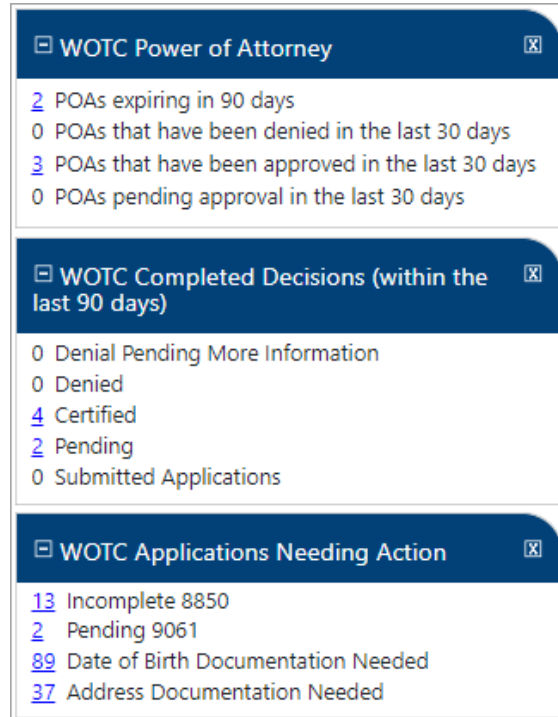 WOTC Power of Attorney
2 POAs expiring in 90 days
0 POAs that have been denied in the last 30 days
3 POAs that have been approved in the last 30 days
0 POAs pending approval in the last 30 days
WOTC Completed Decisions (within the
last 90 days)
0 Denial Pending More Information
0 Denied
4 Certified
2 Pending
0 Submitted Applications
WOTC Applications Needing Action
13 Incomplete 8850
2 Pending 9061
89 Date of Birth Documentation Needed
37 Address Documentation Needed